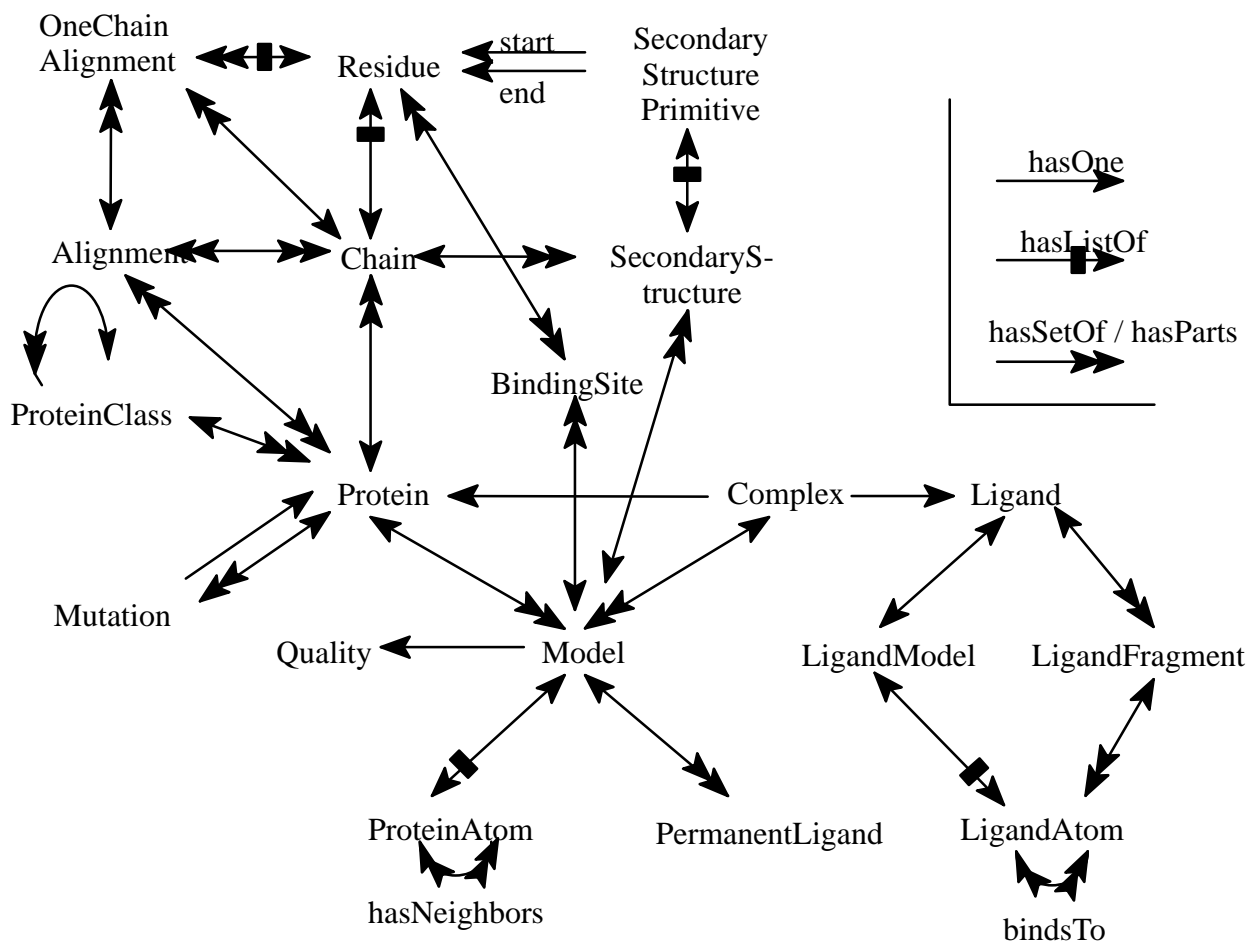 OneChain
Alignment
Residue
start
end
Secondary
Structure
Primitive
hasOne
hasListOf
hasSetOf / hasParts
Alignment
Chain
SecondaryS-
tructure
BindingSite
ProteinClass
Protein
Complex
Ligand
Mutation
Quality
Model
LigandModel
LigandFragment
ProteinAtom
PermanentLigand
LigandAtom
hasNeighbors
bindsTo